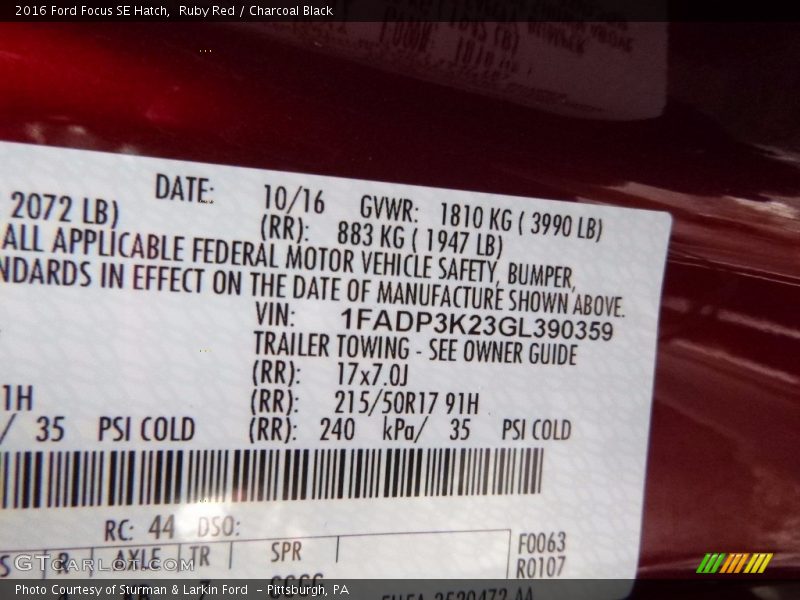 2016 Ford Focus SE Hatch, Ruby Red / Charcoal Black
DATE: 10/16 GVWR: 1810 KG ( 3990 LB)
2072 LB) (RR): 883 KG ( 1947 LB)
ALL APPLICABLE FEDERAL MOTOR VEHICLE SAFETY, BUMPER,
NDARDS IN EFFECT ON THE DATE OF MANUFACTURE SHOWN ABOVE.
VIN: 1FADP3K23GL390359
TRAILER TOWING - SEE OWNER GUIDE
(RR): 17x7.0J
1H (RR): 215/50R17 91H
/ 35 PSI COLD (RR): 240 kPa/ 35 PSI COLD
RC: 44 DSO:
S R AXLE TR SPR F0063
R0107
GTCarLot.com
Photo Courtesy of Sturman & Larkin Ford - Pittsburgh, PA